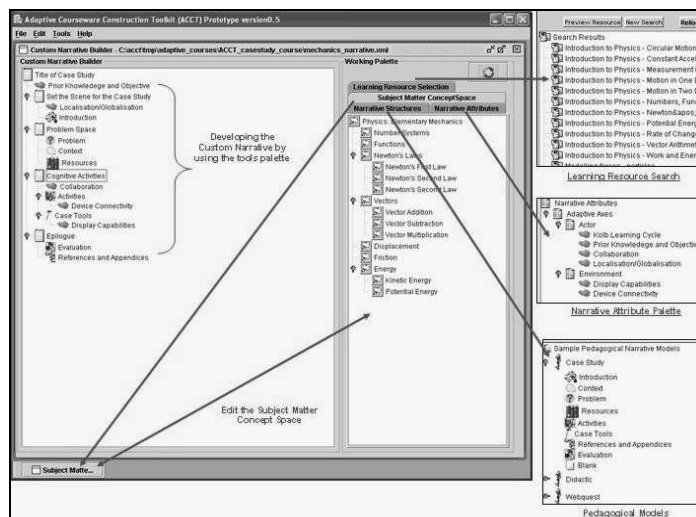 Adaptive Courseware Construction Toolkit (ACCT) Prototype version0.5
File Edit Tools Help
Custom Narrative Builder - C:\acct\tmp\adaptive_courses\ACCT_casestudy_course\mechanics_narrative.xml
Custom Narrative Builder
Title of Case Study
Prior Knowledege and Objective
Set the Scene for the Case Study
Localisation/Globalisation
Introduction
Problem Space
Problem
Context
Resources
Cognitive Activities
Collaboration
Activities
Device Connectivity
Case Tools
Display Capabilities
Epilogue
Evaluation
References and Appendices
Developing the
Custom Narrative by
using the tools
palette
Edit the Subject Matter
Concept Space
Subject Matte...
Working Palette
Learning Resource Selection
Subject Matter ConceptSpace
Narrative Structures Narrative Attributes
Physics: Elementary Mechanics
Number Systems
Functions
Newton's Laws
Newton's First Law
Newton's Second Law
Newton's Second Law
Vectors
Vector Addition
Vector Subtraction
Vector Multiplication
Displacement
Friction
Energy
Kinetic Energy
Potential Energy
Preview Resource New Search Reloa
Search Results
Introduction to Physics - Circular Motion
Introduction to Physics - Constant Accel
Introduction to Physics - Measurement i
Introduction to Physics - Motion in One D
Introduction to Physics - Motion in Two D
Introduction to Physics - Numbers, Func
Introduction to Physics - Newton&apos;
Introduction to Physics - Potential Energ
Introduction to Physics - Rate of Chang
Introduction to Physics - Vector Arithmet
Introduction to Physics - Work and Ener
Learning Resource Search
Narrative Attributes
Adaptive Axes
Actor
Kolb Learning Cycle
Prior Knowledege and Objectiv
Collaboration
Localisation/Globalisation
Environment
Display Capabilities
Device Connectivity
Narrative Attribute Palette
Sample Pedagogical Narrative Models
Case Study
Introduction
Context
Problem
Resources
Activities
Case Tools
References and Appendices
Evaluation
Blank
Didactic
Webquest
Pedagogical Models